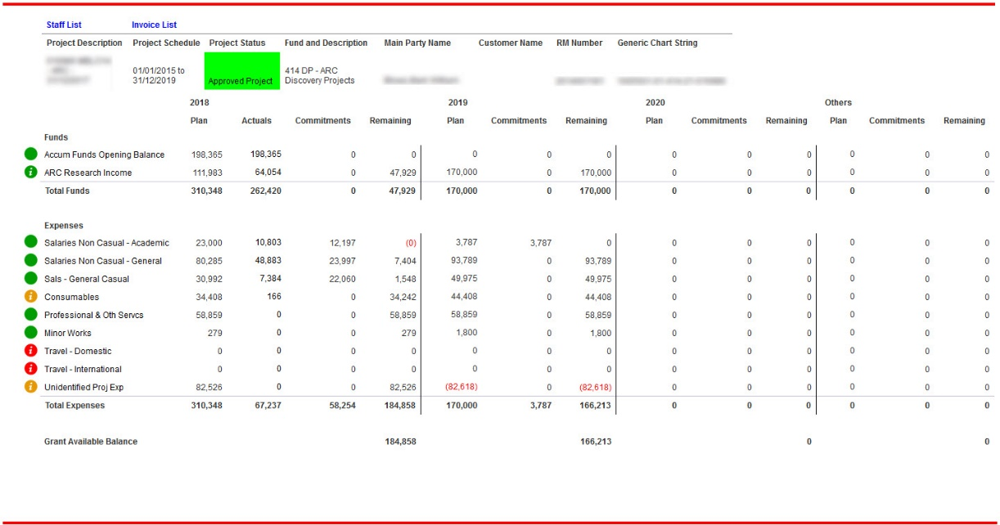 Staff List Invoice List
Project Description Project Schedule Project Status Fund and Description Main Party Name Customer Name RM Number Generic Chart String
01/01/2015 to 414 DP - ARC
31/12/2019 Approved Project Discovery Projects
2018 2019 2020 Others
Plan Actuals Commitments Remaining Plan Commitments Remaining Plan Commitments Remaining Plan Commitments Remaining
Funds
Accum Funds Opening Balance 198,365 198,365 0 0 0 0 0 0 0 0 0 0 0
i ARC Research Income 111,983 64,054 0 47,929 170,000 0 170,000 0 0 0 0 0 0
Total Funds 310,348 262,420 0 47,929 170,000 0 170,000 0 0 0 0 0 0
Expenses
Salaries Non Casual - Academic 23,000 10,803 12,197 (0) 3,787 3,787 0 0 0 0 0 0 0
Salaries Non Casual - General 80,285 48,883 23,997 7,404 93,789 0 93,789 0 0 0 0 0 0
Sals - General Casual 30,992 7,384 22,060 1,548 49,975 0 49,975 0 0 0 0 0 0
i Consumables 34,408 166 0 34,242 44,408 0 44,408 0 0 0 0 0 0
Professional & Oth Servcs 58,859 0 0 58,859 58,859 0 58,859 0 0 0 0 0 0
Minor Works 279 0 0 279 1,800 0 1,800 0 0 0 0 0 0
i Travel - Domestic 0 0 0 0 0 0 0 0 0 0 0 0 0
i Travel - International 0 0 0 0 0 0 0 0 0 0 0 0 0
i Unidentified Proj Exp 82,526 0 0 82,526 (82,618) 0 (82,618) 0 0 0 0 0 0
Total Expenses 310,348 67,237 58,254 184,858 170,000 3,787 166,213 0 0 0 0 0 0
Grant Available Balance 184,858 166,213 0 0